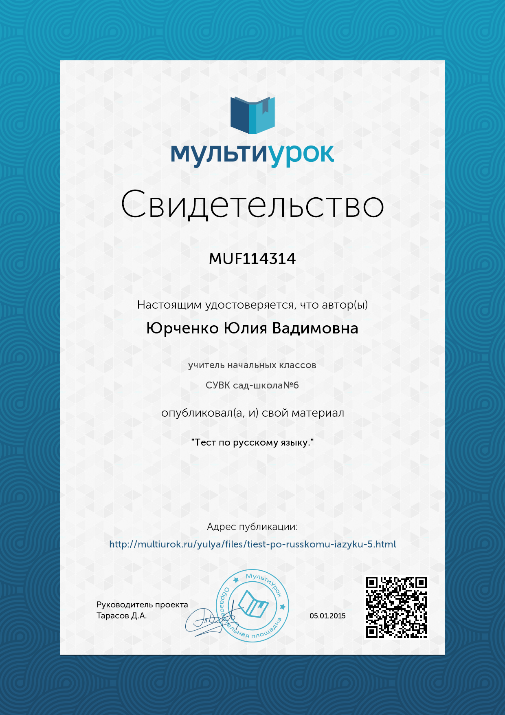 мультиурок
Свидетельство
MUF114314
Настоящим удостоверяется, что автор(ы)
Юрченко Юлия Вадимовна
учитель начальных классов
СУВК сад-школа№6
опубликовал(а, и) свой материал
"Тест по русскому языку."
Адрес публикации:
http://multiurok.ru/yulya/files/tiest-po-russkomu-iazyku-5.html
Руководитель проекта
Тарасов Д.А.
Мультиурок
образовательная площадка
05.01.2015